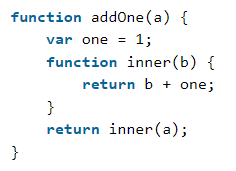 function addOne(a) {
    var one = 1;
    function inner(b) {
        return b + one;
    }
    return inner(a);
}